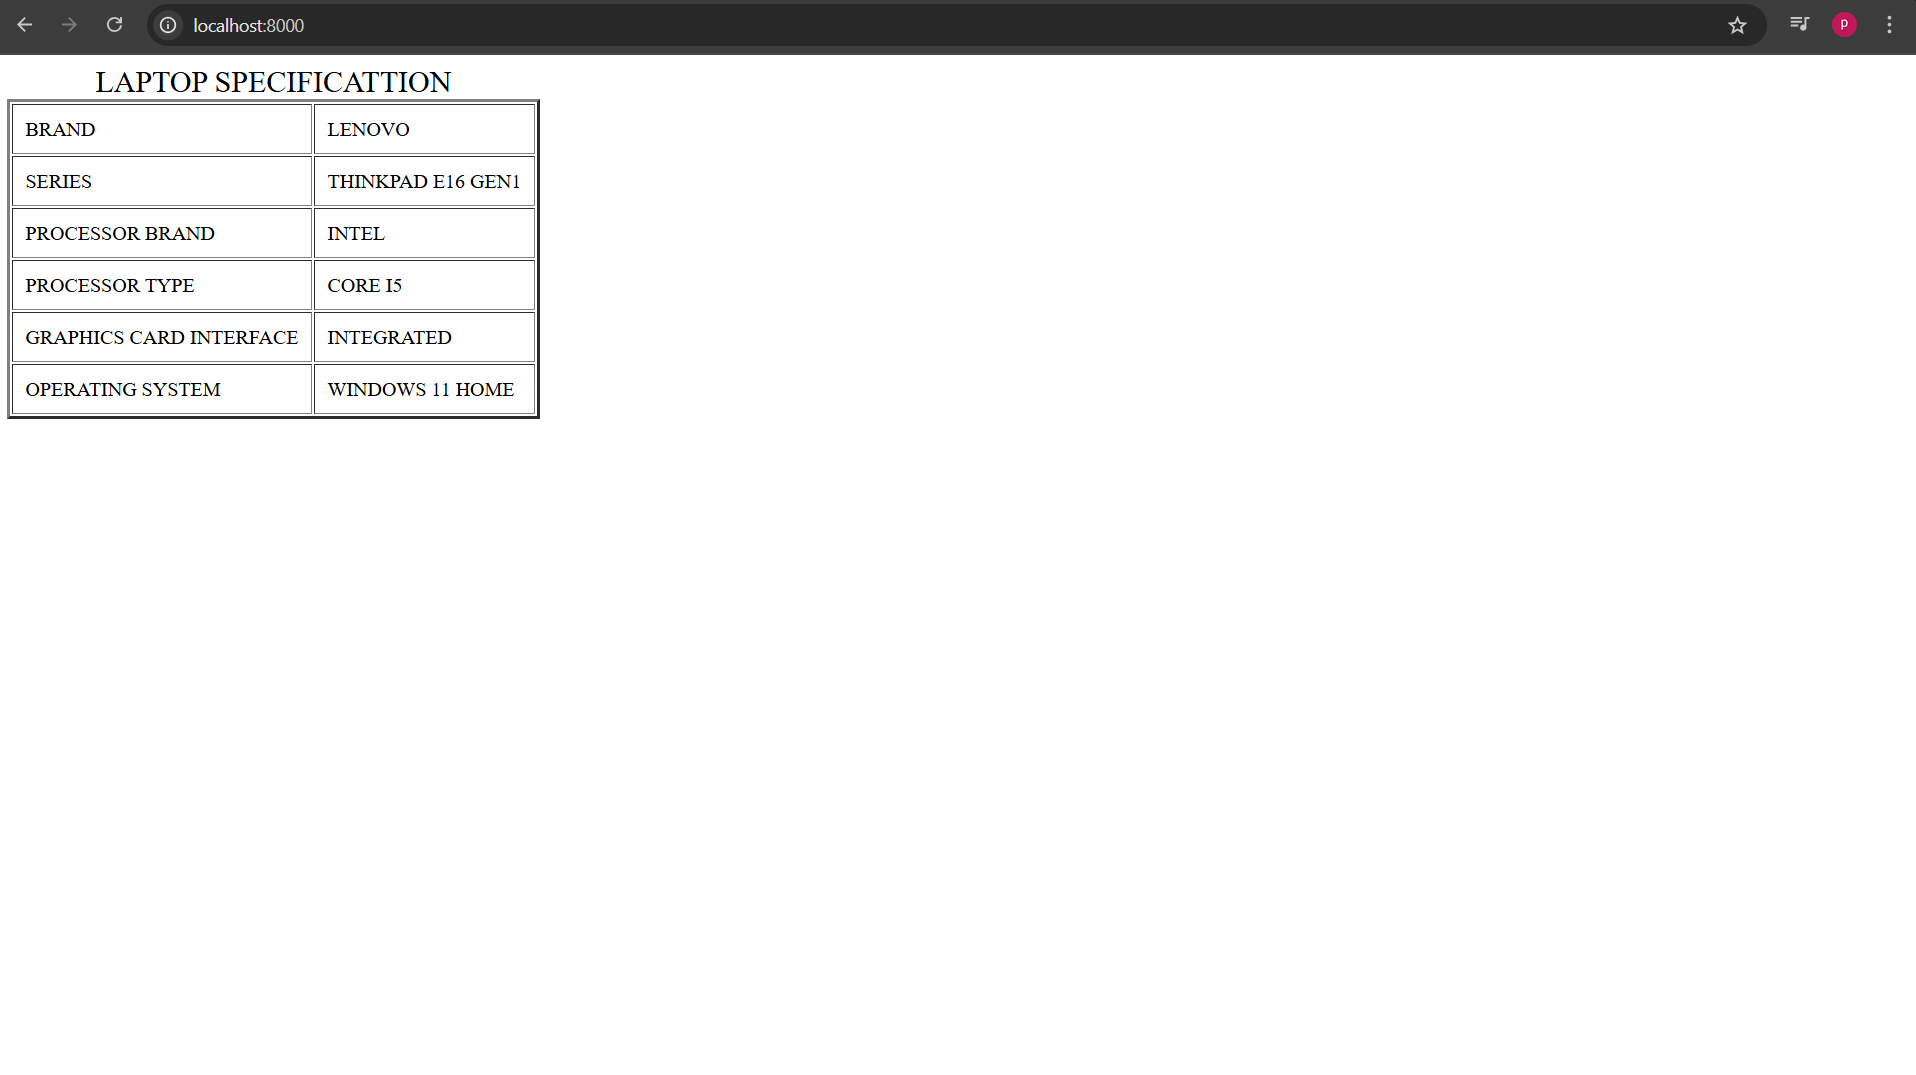 localhost:8000
p
LAPTOP SPECIFICATTION
BRAND LENOVO
SERIES THINKPAD E16 GEN1
PROCESSOR BRAND INTEL
PROCESSOR TYPE CORE I5
GRAPHICS CARD INTERFACE INTEGRATED
OPERATING SYSTEM WINDOWS 11 HOME